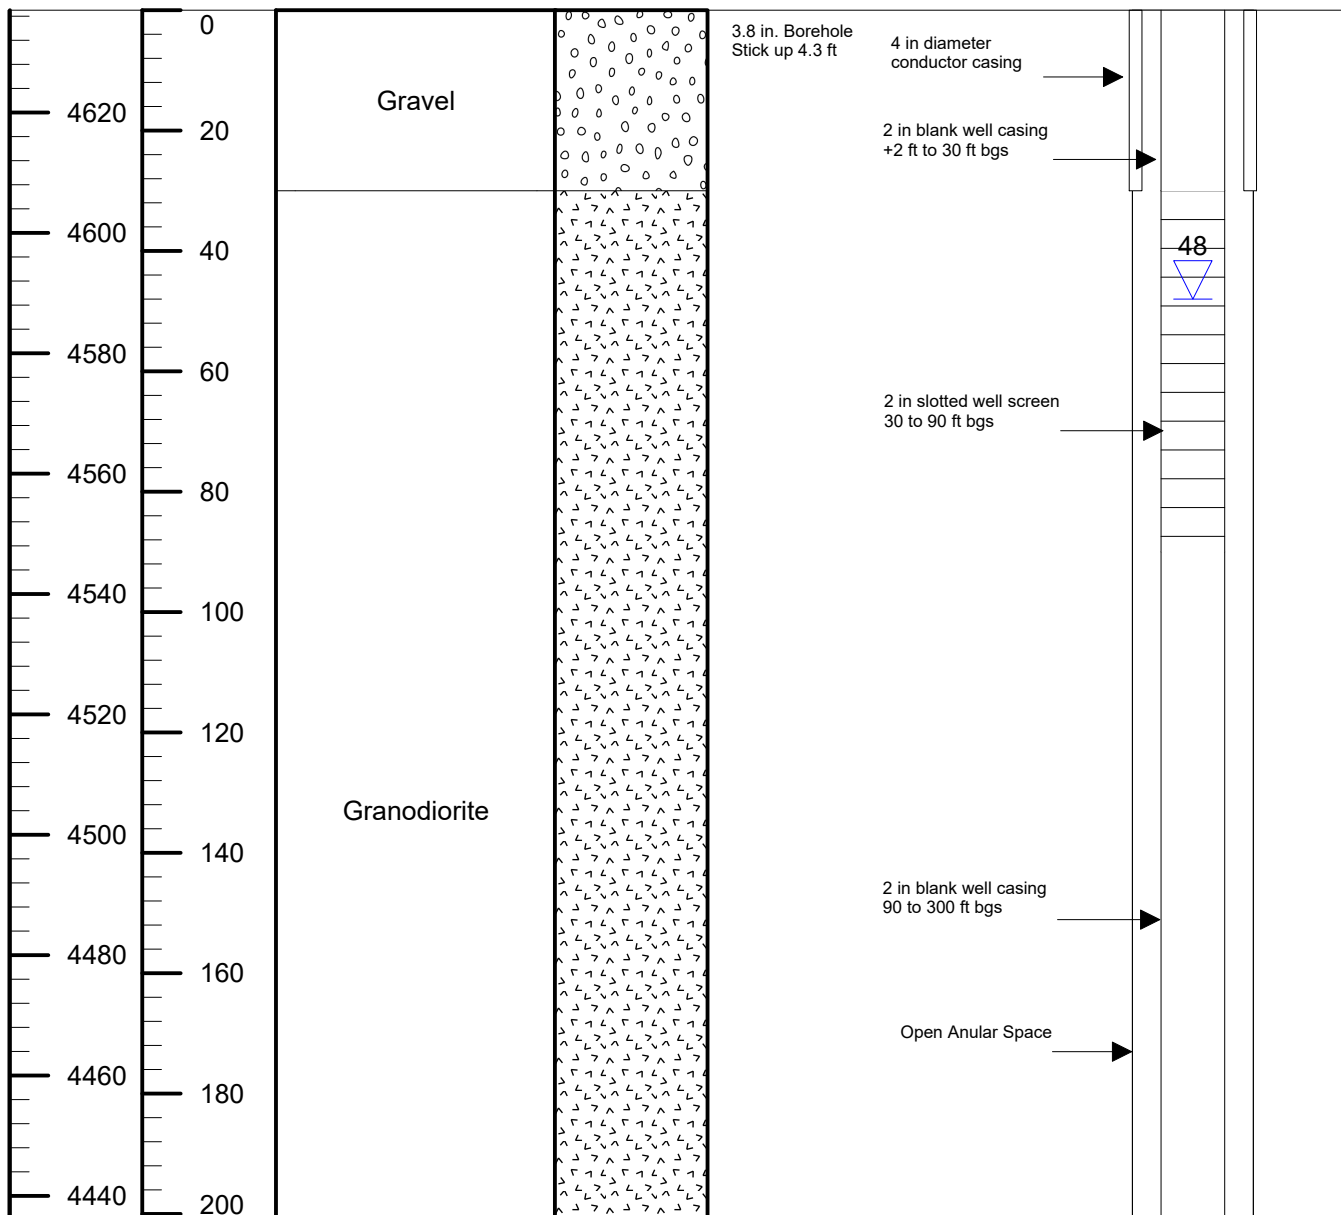 0
3.8 in. Borehole
Stick up 4.3 ft
4 in diameter
conductor casing
Gravel
4620
20
2 in blank well casing
+2 ft to 30 ft bgs
4600
40
48
4580
60
2 in slotted well screen
30 to 90 ft bgs
4560
80
4540
100
4520
120
Granodiorite
4500
140
2 in blank well casing
90 to 300 ft bgs
4480
160
Open Anular Space
4460
180
4440
200